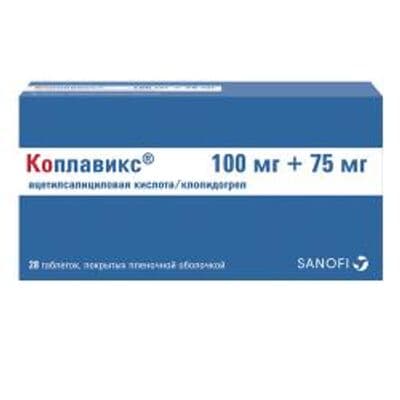 Коплавикс® 100 мг + 75 мг
ацетилсалициловая кислота/клопидогрел
28 таблеток, покрытых пленочной оболочкой
SANOFI